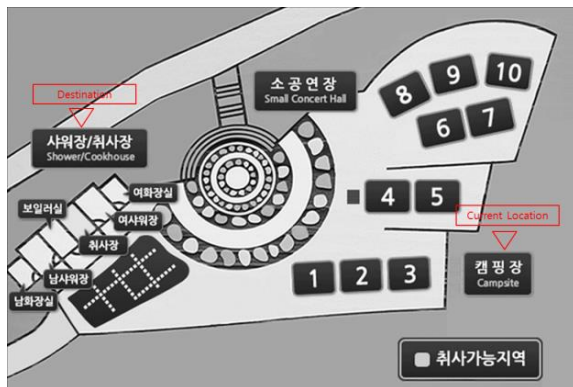 Destination
샤워장/취사장
Shower/Cookhouse
소공연장
Small Concert Hall
8
9
10
6
7
4
5
Current Location
캠핑장
Campsite
1
2
3
보일러실
여화장실
여샤워장
취사장
남샤워장
남화장실
취사가능지역